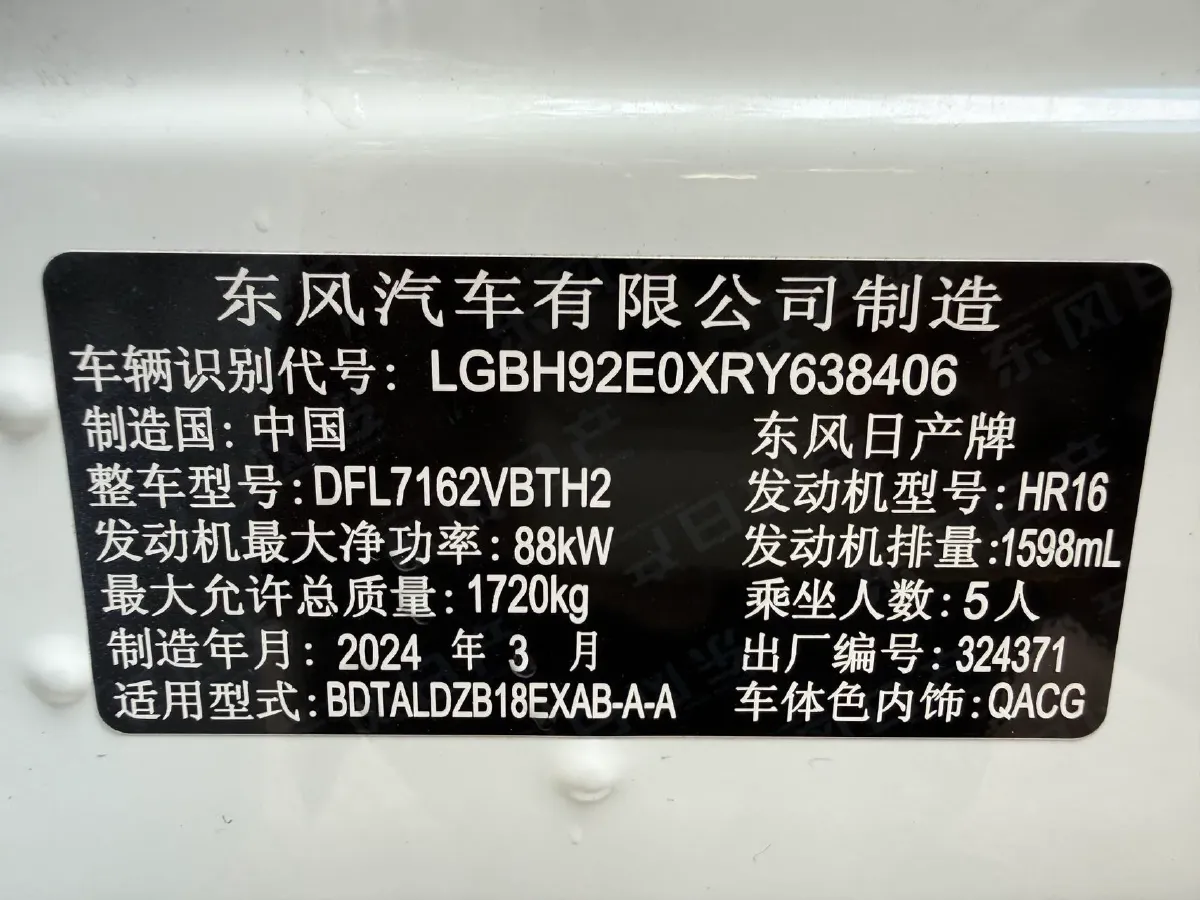 东风汽车有限公司制造
车辆识别代号: LGBH92E0XRY638406
制造国: 中国 东风日产牌
整车型号: DFL7162VBTH2 发动机型号: HR16
发动机最大净功率: 88kW 发动机排量: 1598mL
最大允许总质量: 1720kg 乘坐人数: 5人
制造年月: 2024 年 3 月 出厂编号: 324371
适用型式: BDTALDZB18EXAB-A-A 车体色内饰: QACG